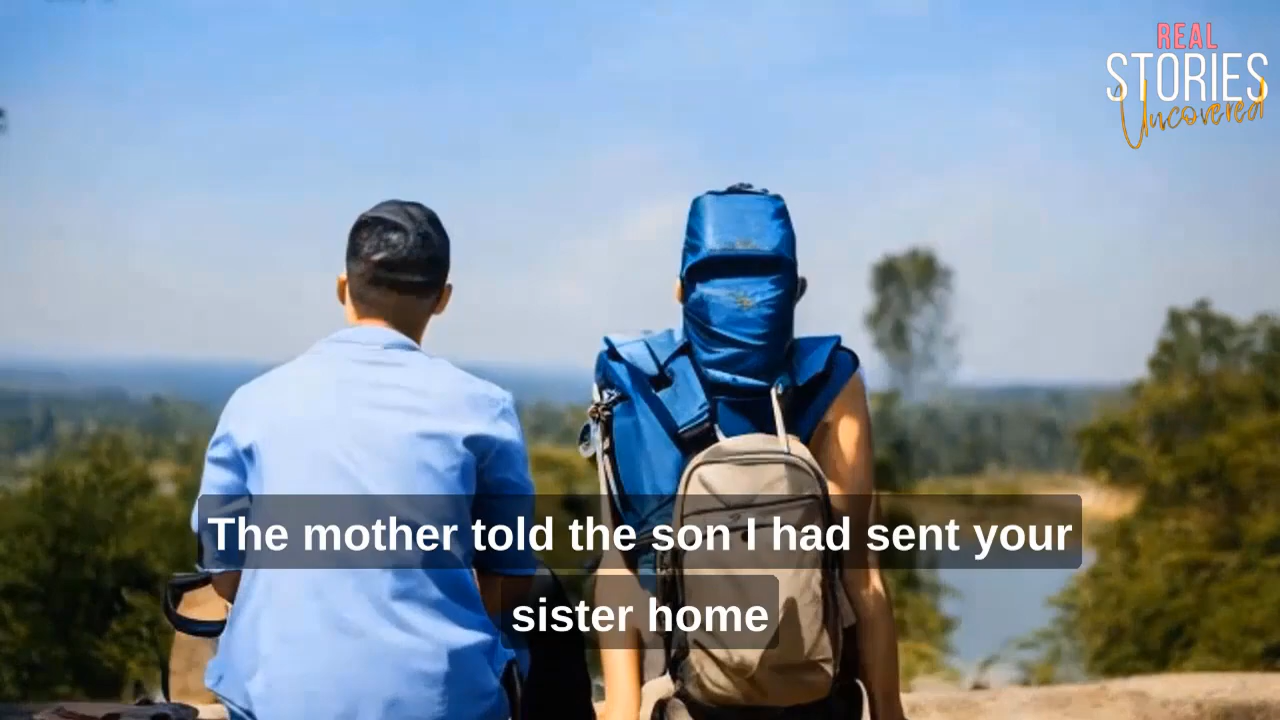 REAL
STORIES
Uncovered
The mother told the son I had sent your
sister home